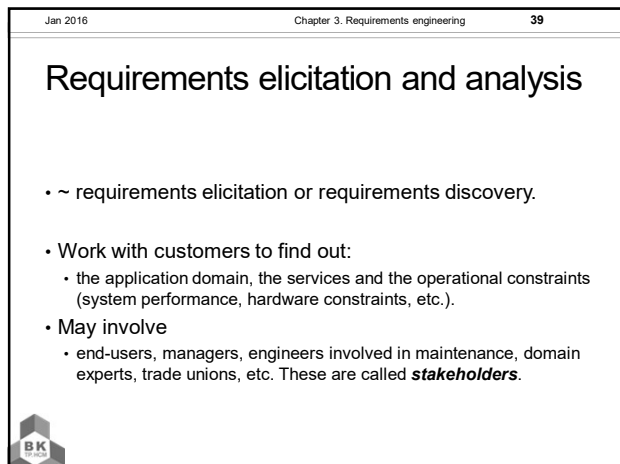 Jan 2016 Chapter 3. Requirements engineering 39
Requirements elicitation and analysis
• ~ requirements elicitation or requirements discovery.
• Work with customers to find out:
• the application domain, the services and the operational constraints
(system performance, hardware constraints, etc.).
• May involve
• end-users, managers, engineers involved in maintenance, domain
experts, trade unions, etc. These are called stakeholders.
BK
TP.HCM